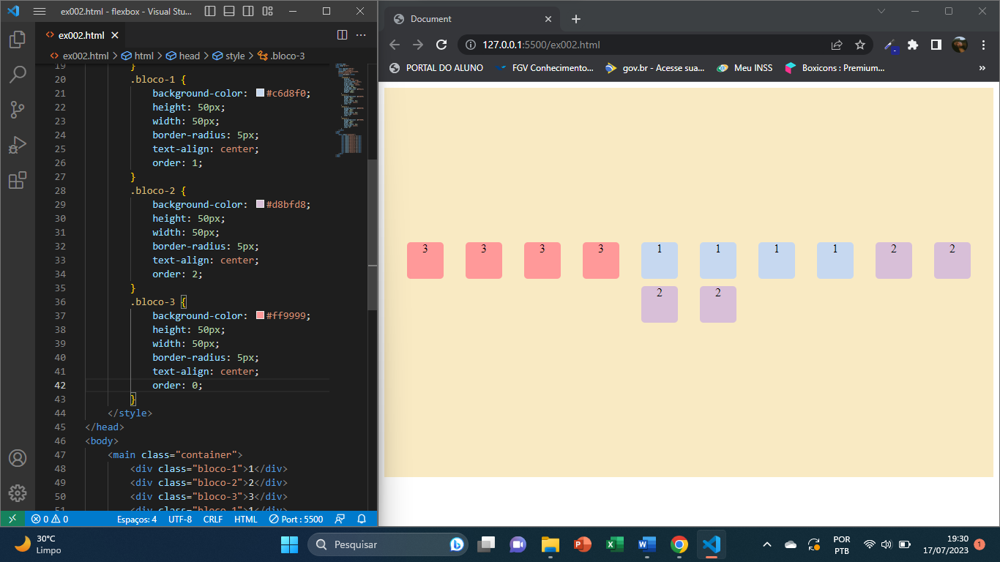 ex002.html - flexbox - Visual Stu...
ex002.html
ex002.html > html > head > style > .bloco-3
19 }
20 .bloco-1 {
21 background-color: #c6d8f0;
22 height: 50px;
23 width: 50px;
24 border-radius: 5px;
25 text-align: center;
26 order: 1;
27 }
28 .bloco-2 {
29 background-color: #d8bfd8;
30 height: 50px;
31 width: 50px;
32 border-radius: 5px;
33 text-align: center;
34 order: 2;
35 }
36 .bloco-3 {
37 background-color: #ff9999;
38 height: 50px;
39 width: 50px;
40 border-radius: 5px;
41 text-align: center;
42 order: 0;
43 }
44 </style>
45 </head>
46 <body>
47 <main class="container">
48 <div class="bloco-1">1</div>
49 <div class="bloco-2">2</div>
50 <div class="bloco-3">3</div>
51 <div class="bloco-1">1</div>
0 0 Espaços: 4 UTF-8 CRLF HTML Port : 5500
Document
127.0.0.1:5500/ex002.html
PORTAL DO ALUNO FGV Conhecimento... gov.br - Acesse sua... Meu INSS Boxicons : Premium... »
3 3 3 3 1 1 1 1 2 2
2 2
30°C
Limpo
Pesquisar
POR
PTB
19:30
17/07/2023
1